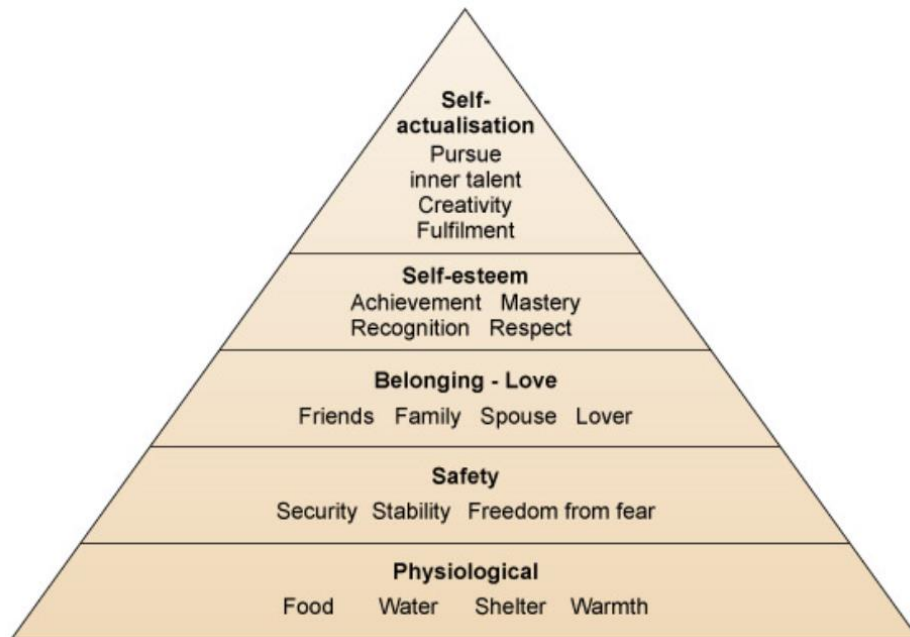 Self-
actualisation
Pursue
inner talent
Creativity
Fulfilment
Self-esteem
Achievement Mastery
Recognition Respect
Belonging - Love
Friends Family Spouse Lover
Safety
Security Stability Freedom from fear
Physiological
Food Water Shelter Warmth